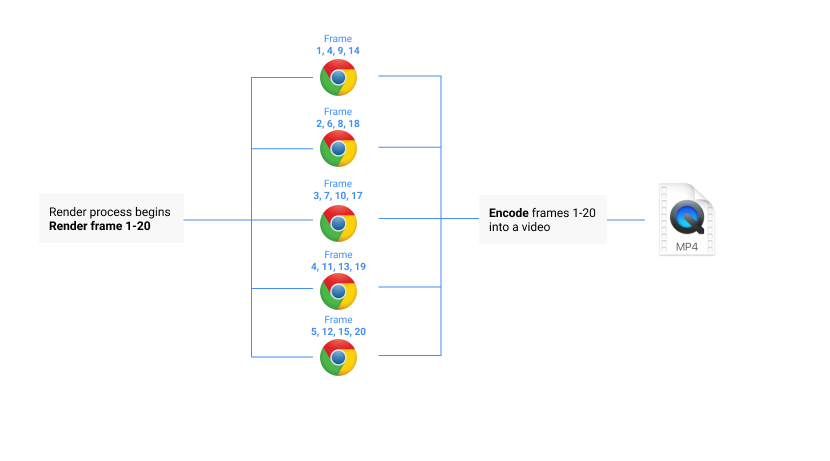 Frame
1, 4, 9, 14
Frame
2, 6, 8, 18
Frame
3, 7, 10, 17
Frame
4, 11, 13, 19
Frame
5, 12, 15, 20
Render process begins
Render frame 1-20
Encode frames 1-20
into a video
MP4